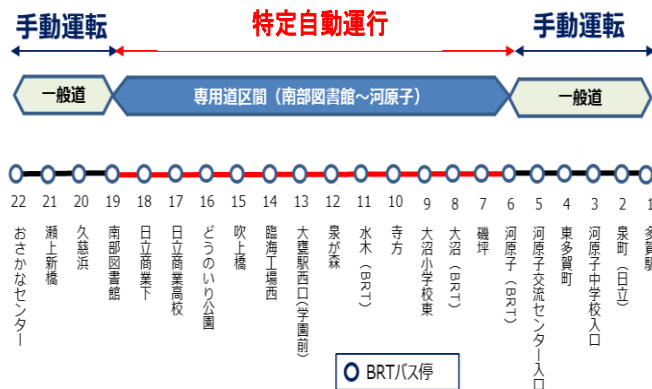 手動運転
特定自動運行
手動運転
一般道
専用道区間（南部図書館～河原子）
一般道
22
21
20
19
18
17
16
15
14
13
12
11
10
9
8
7
6
5
4
3
2
1
おさかなセンター
瀬上新橋
久慈浜
南部図書館
日立商業下
日立商業高校
どうのいり公園
吹上橋
臨海工場西
大甕駅西口（学園前）
泉が森
水木（BRT）
寺方
大沼小学校東
大沼（BRT）
磯坪
河原子（BRT）
河原子交流センター入口
東多賀町
河原子中学校入口
泉町（日立）
多賀駅
BRTバス停